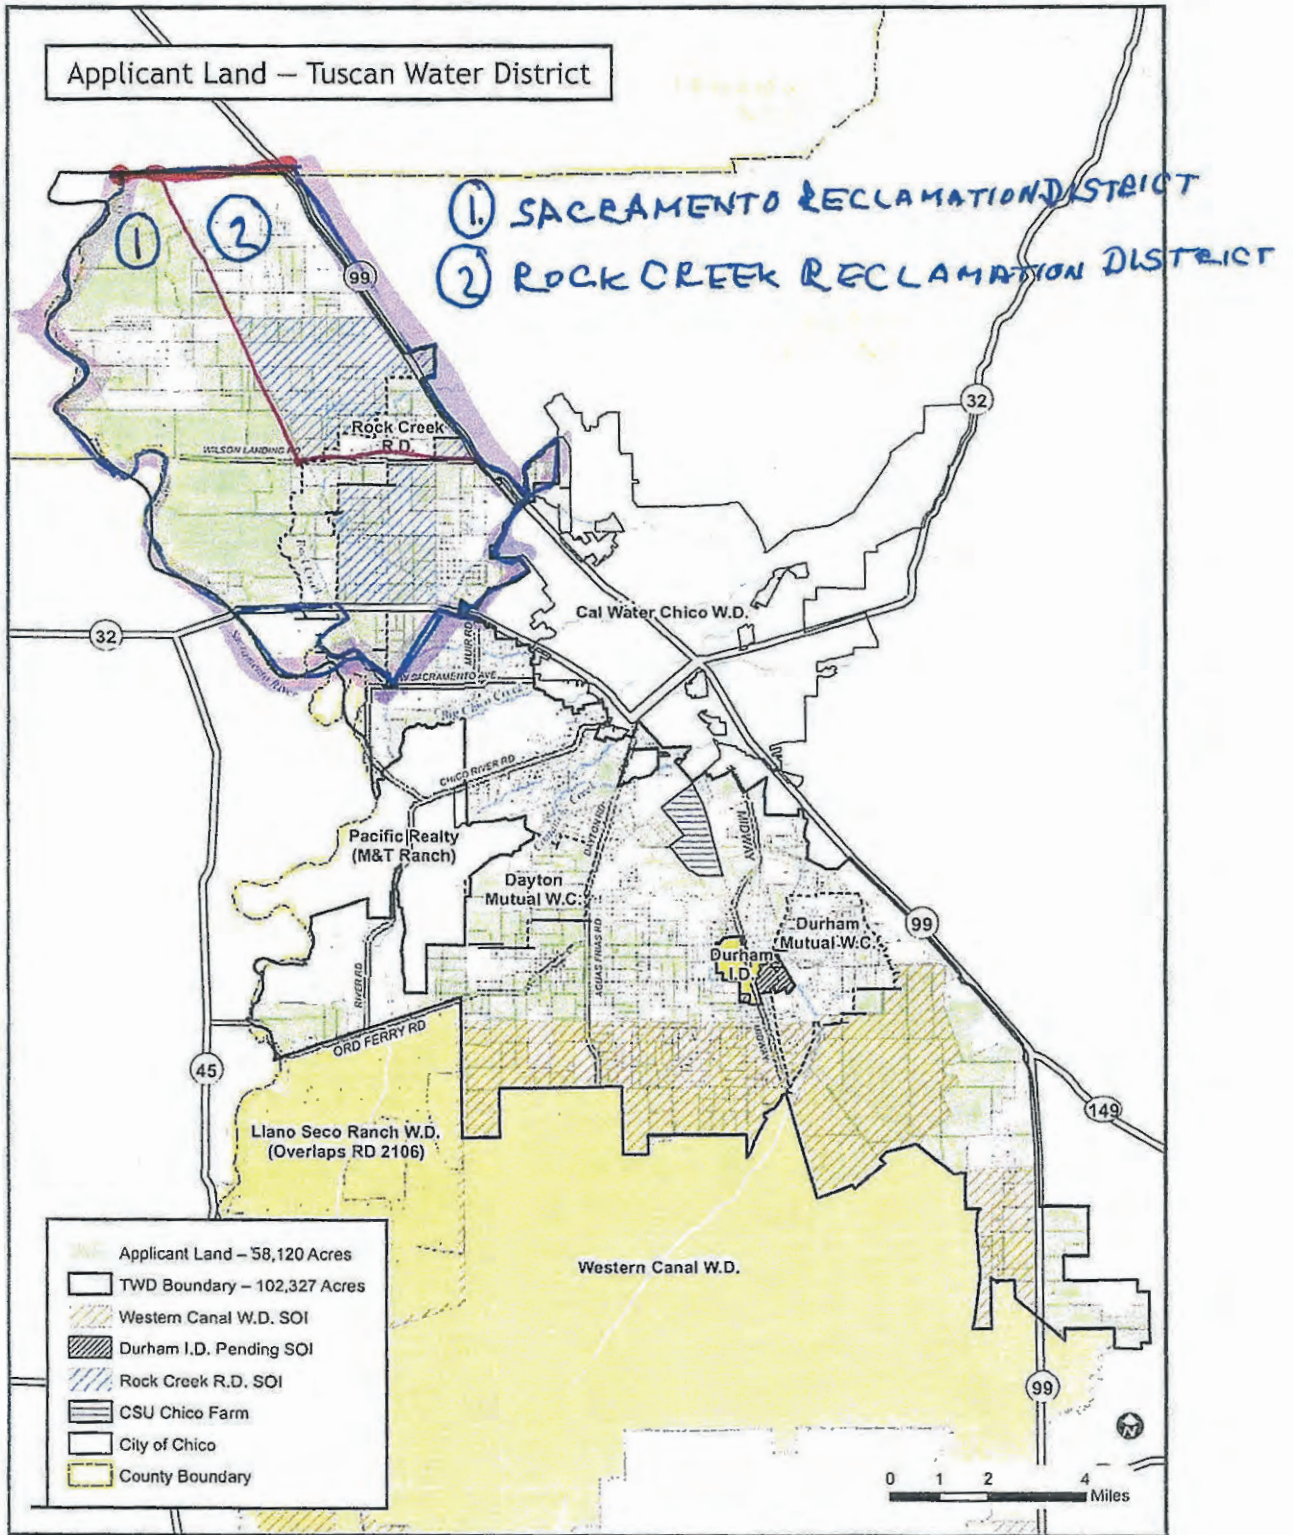 Applicant Land – Tuscan Water District
① SACRAMENTO RECLAMATION DISTRICT
② ROCK CREEK RECLAMATION DISTRICT
1
2
99
32
Rock Creek
R.D.
WILSON LANDING RD
Cal Water Chico W.D.
32
MUIR RD
Sacramento River
W SACRAMENTO AVE
Big Chico Creek
CHICO RIVER RD
Pacific Realty
(M&T Ranch)
DAYTON RD
MIDWAY
Dayton
Mutual W.C.
Durham
Mutual W.C.
99
Durham
I.D.
AGUAS FRIAS RD
RIVER RD
ORD FERRY RD
MIDWAY
45
149
Llano Seco Ranch W.D.
(Overlaps RD 2106)
Western Canal W.D.
Applicant Land – 58,120 Acres
TWD Boundary – 102,327 Acres
Western Canal W.D. SOI
Durham I.D. Pending SOI
Rock Creek R.D. SOI
CSU Chico Farm
City of Chico
County Boundary
99
N
0 1 2 4
Miles